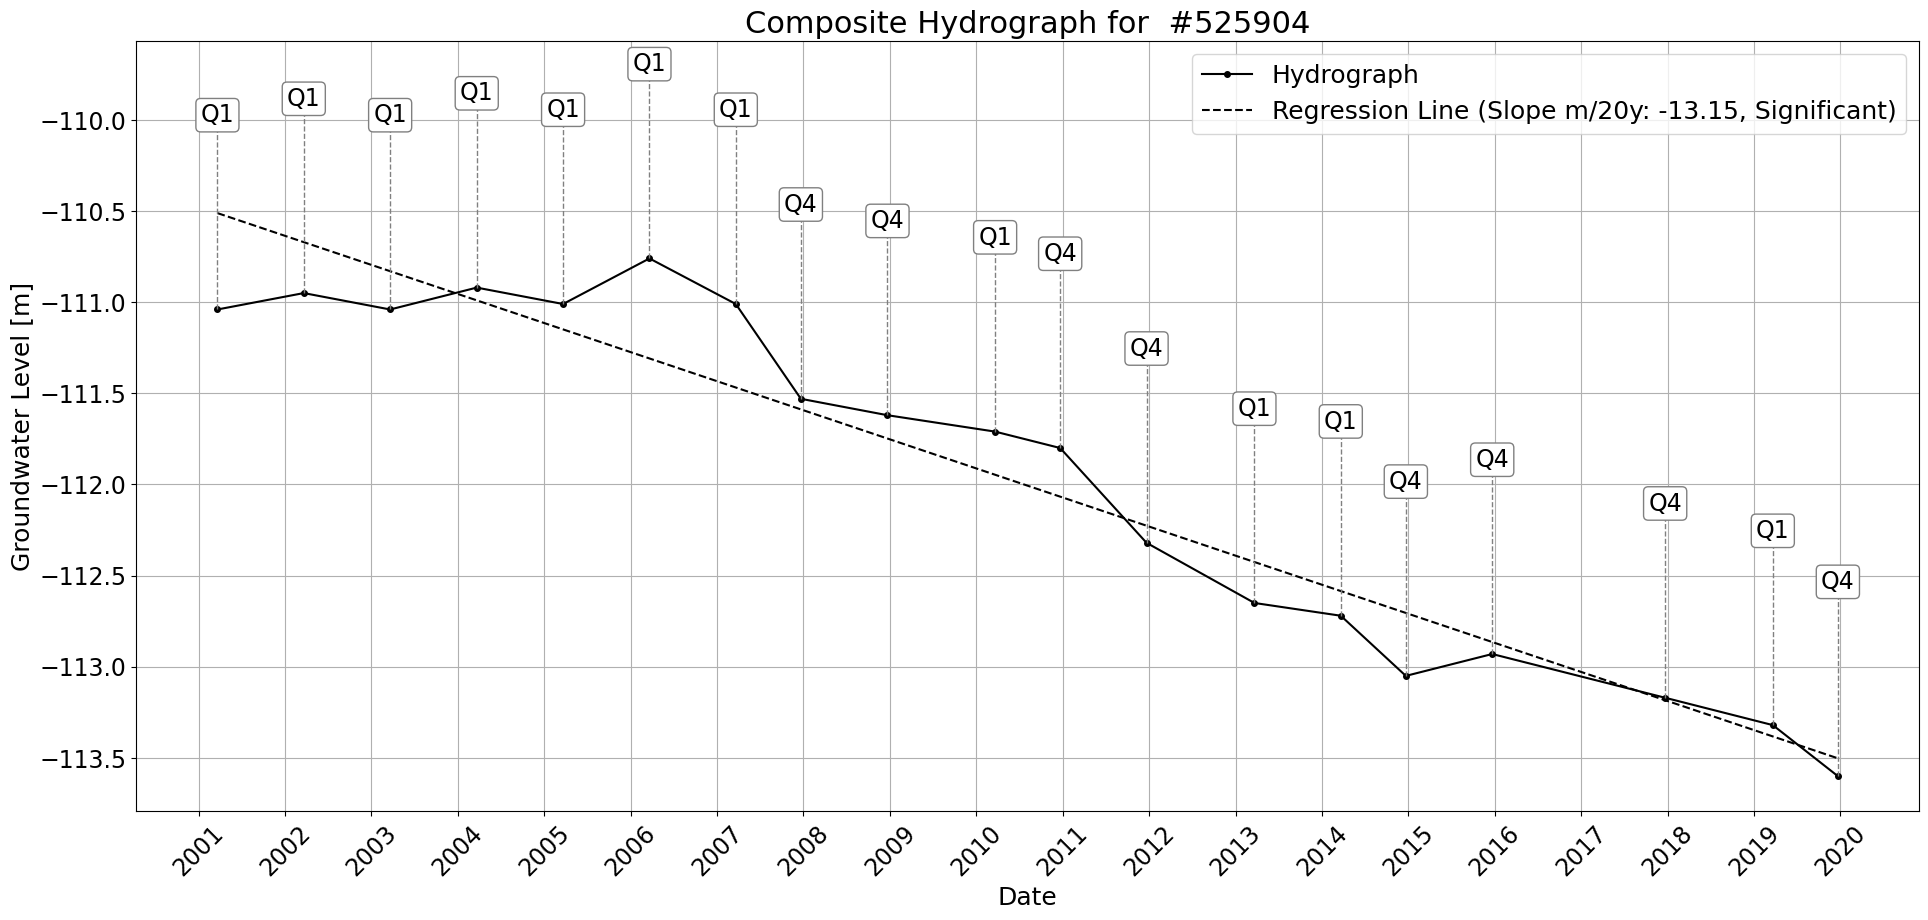 Composite Hydrograph for  #525904
Hydrograph
Regression Line (Slope m/20y: -13.15, Significant)
Q1
Q1
Q1
Q1
Q1
Q1
Q1
Q4
Q4
Q1
Q4
Q4
Q1
Q1
Q4
Q4
Q4
Q1
Q4
Groundwater Level [m]
−110.0
−110.5
−111.0
−111.5
−112.0
−112.5
−113.0
−113.5
2001
2002
2003
2004
2005
2006
2007
2008
2009
2010
2011
2012
2013
2014
2015
2016
2017
2018
2019
2020
Date